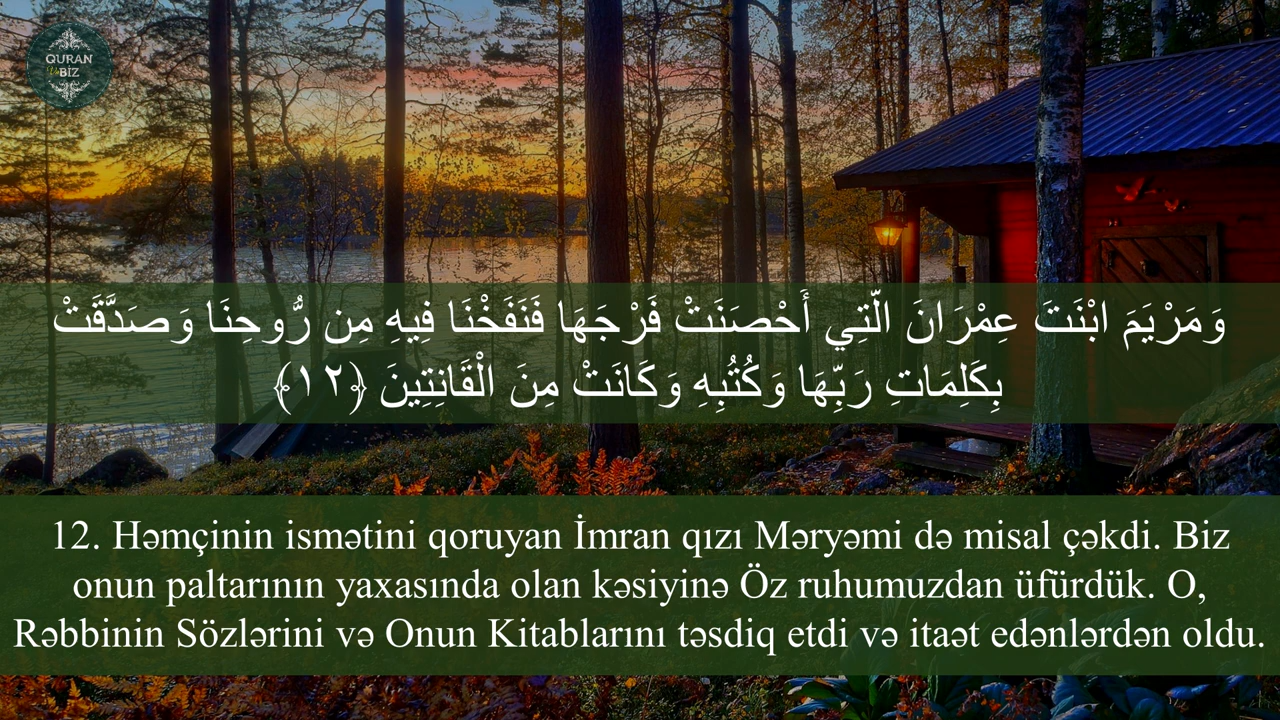 QURAN
Və
BİZ
وَمَرْيَمَ ابْنَتَ عِمْرَانَ الَّتِي أَحْصَنَتْ فَرْجَهَا فَنَفَخْنَا فِيهِ مِن رُّوحِنَا وَصَدَّقَتْ
بِكَلِمَاتِ رَبِّهَا وَكُتُبِهِ وَكَانَتْ مِنَ الْقَانِتِينَ ﴿١٢﴾
12. Həmçinin ismətini qoruyan İmran qızı Məryəmi də misal çəkdi. Biz
onun paltarının yaxasında olan kəsiyinə Öz ruhumuzdan üfürdük. O,
Rəbbinin Sözlərini və Onun Kitablarını təsdiq etdi və itaət edənlərdən oldu.